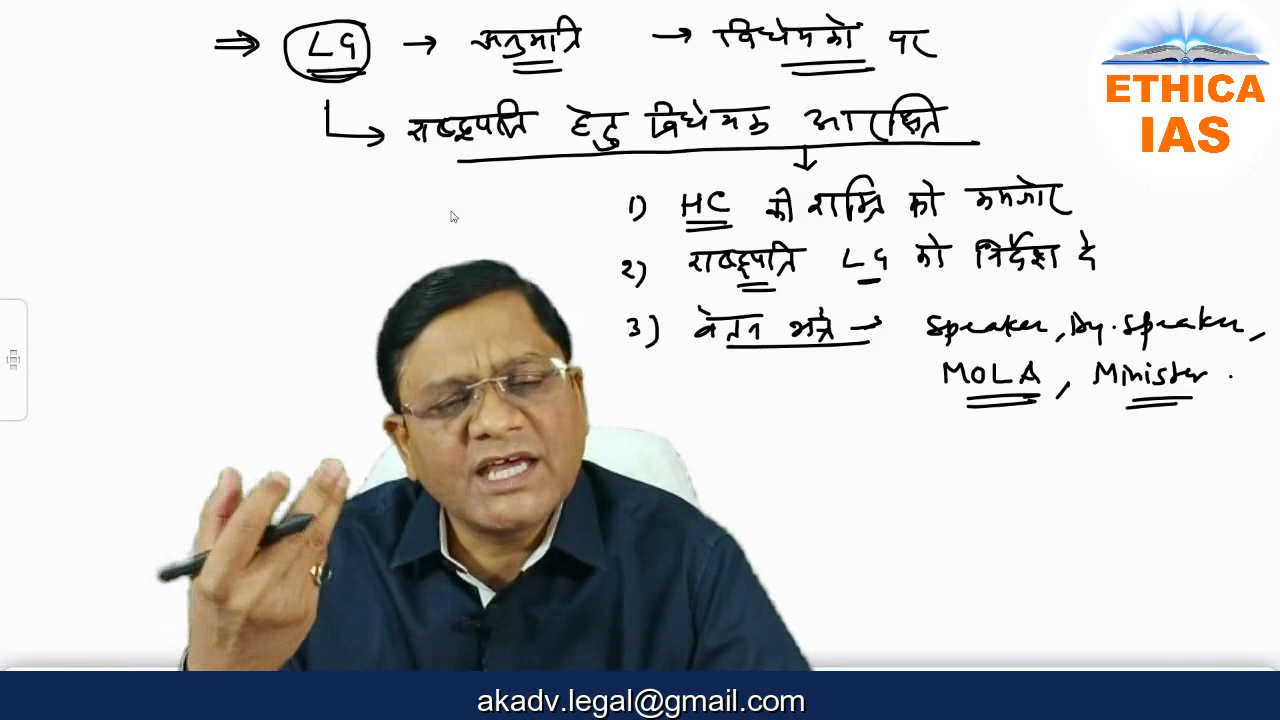 ⇒ LG → अनुमति → विधेयकों पर
↳ राष्ट्रपति हेतु विधेयक आरक्षित
1) HC की शक्ति को कमजोर
2) राष्ट्रपति LG को निर्देश दे
3) वेतन भत्ते → Speaker, Dy. Speaker,
MOLA, Minister.
ETHICA
IAS
akadv.legal@gmail.com